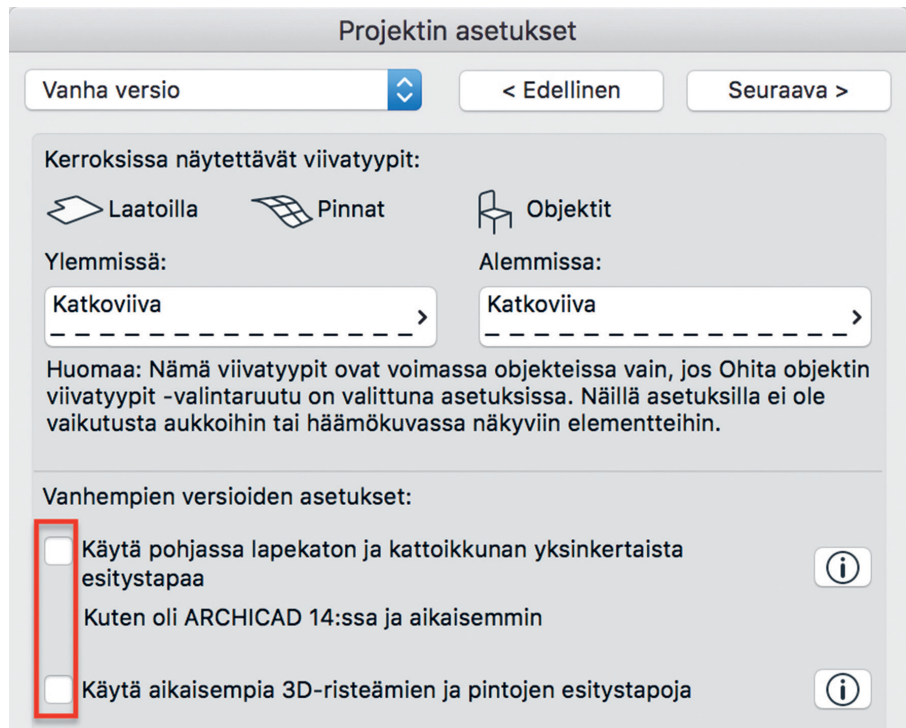 Projektin asetukset
Vanha versio
< Edellinen
Seuraava >
Kerroksissa näytettävät viivatyypit:
Laatoilla
Pinnat
Objektit
Ylemmissä:
Alemmissa:
Katkoviiva
Katkoviiva
Huomaa: Nämä viivatyypit ovat voimassa objekteissa vain, jos Ohita objektin
viivatyypit -valintaruutu on valittuna asetuksissa. Näillä asetuksilla ei ole
vaikutusta aukkoihin tai häämökuvassa näkyviin elementteihin.
Vanhempien versioiden asetukset:
Käytä pohjassa lapekaton ja kattoikkunan yksinkertaista
esitystapaa
Kuten oli ARCHICAD 14:ssa ja aikaisemmin
Käytä aikaisempia 3D-risteämien ja pintojen esitystapoja